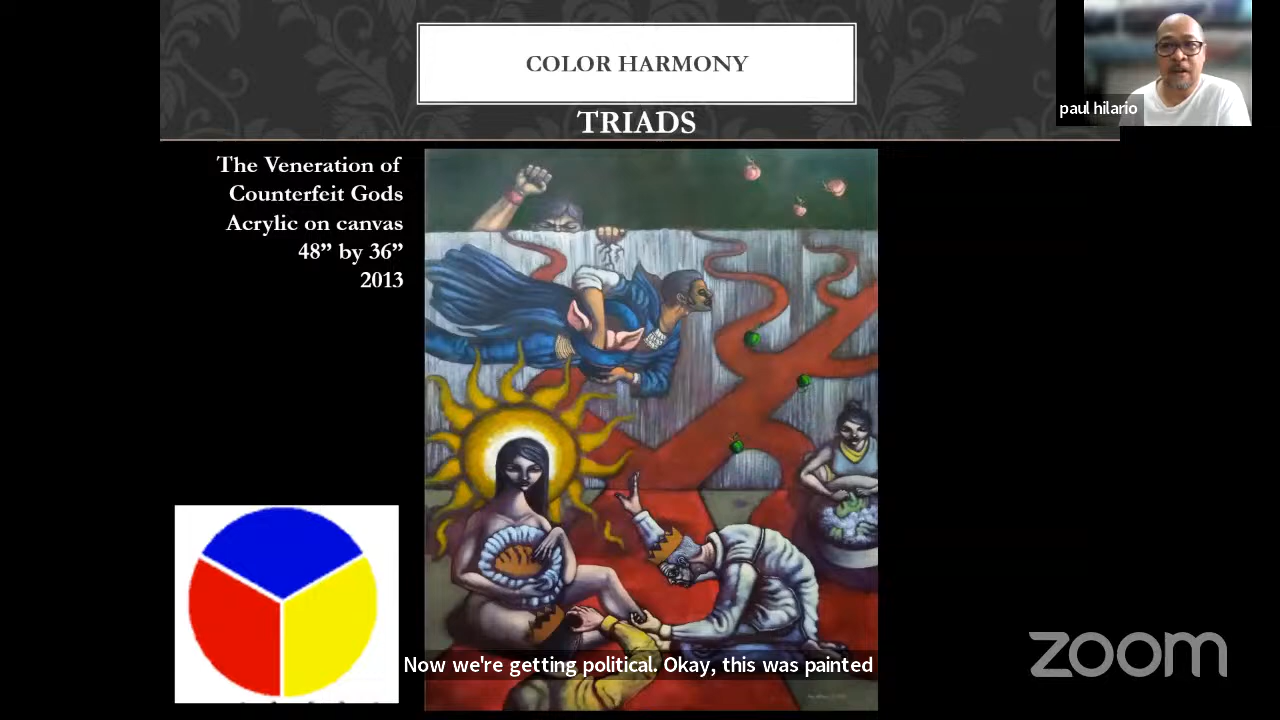 COLOR HARMONY
TRIADS
paul hilario
The Veneration of
Counterfeit Gods
Acrylic on canvas
48” by 36”
2013
Now we're getting political. Okay, this was painted
zoom